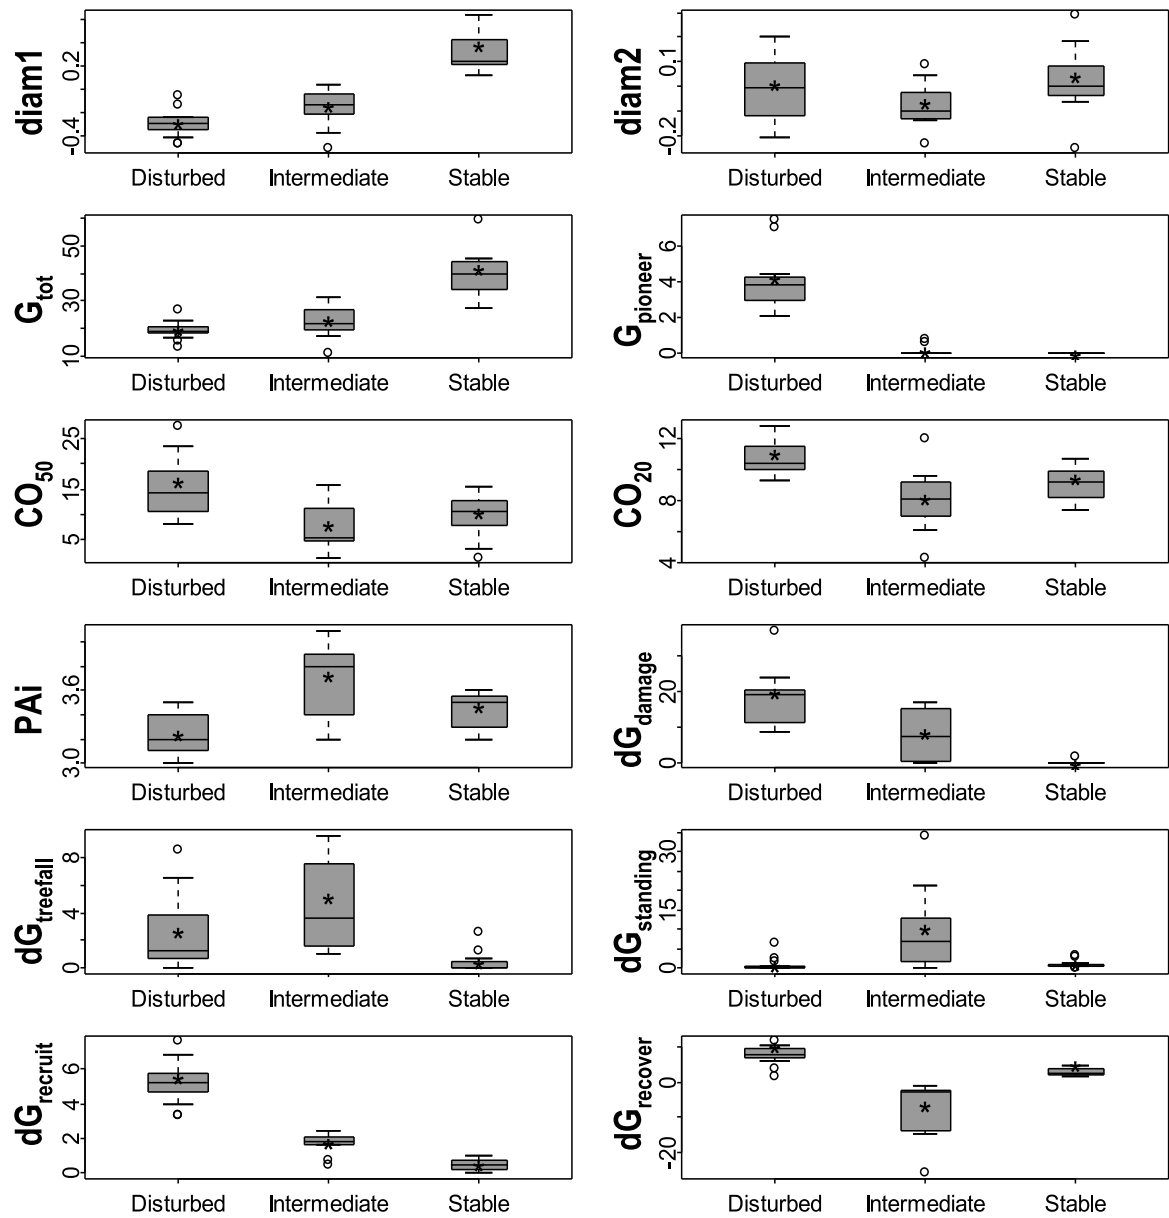 diam1
0.2
-0.4
Disturbed Intermediate Stable
diam2
0.1
-0.2
Disturbed Intermediate Stable
Gtot
50
30
10
Disturbed Intermediate Stable
Gpioneer
6
4
2
0
Disturbed Intermediate Stable
CO50
25
15
5
Disturbed Intermediate Stable
CO20
12
8
4
Disturbed Intermediate Stable
PAi
3.6
3.0
Disturbed Intermediate Stable
dGdamage
20
0
Disturbed Intermediate Stable
dGtreefall
8
4
0
Disturbed Intermediate Stable
dGstanding
30
15
0
Disturbed Intermediate Stable
dGrecruit
6
4
2
0
Disturbed Intermediate Stable
dGrecover
0
-20
Disturbed Intermediate Stable